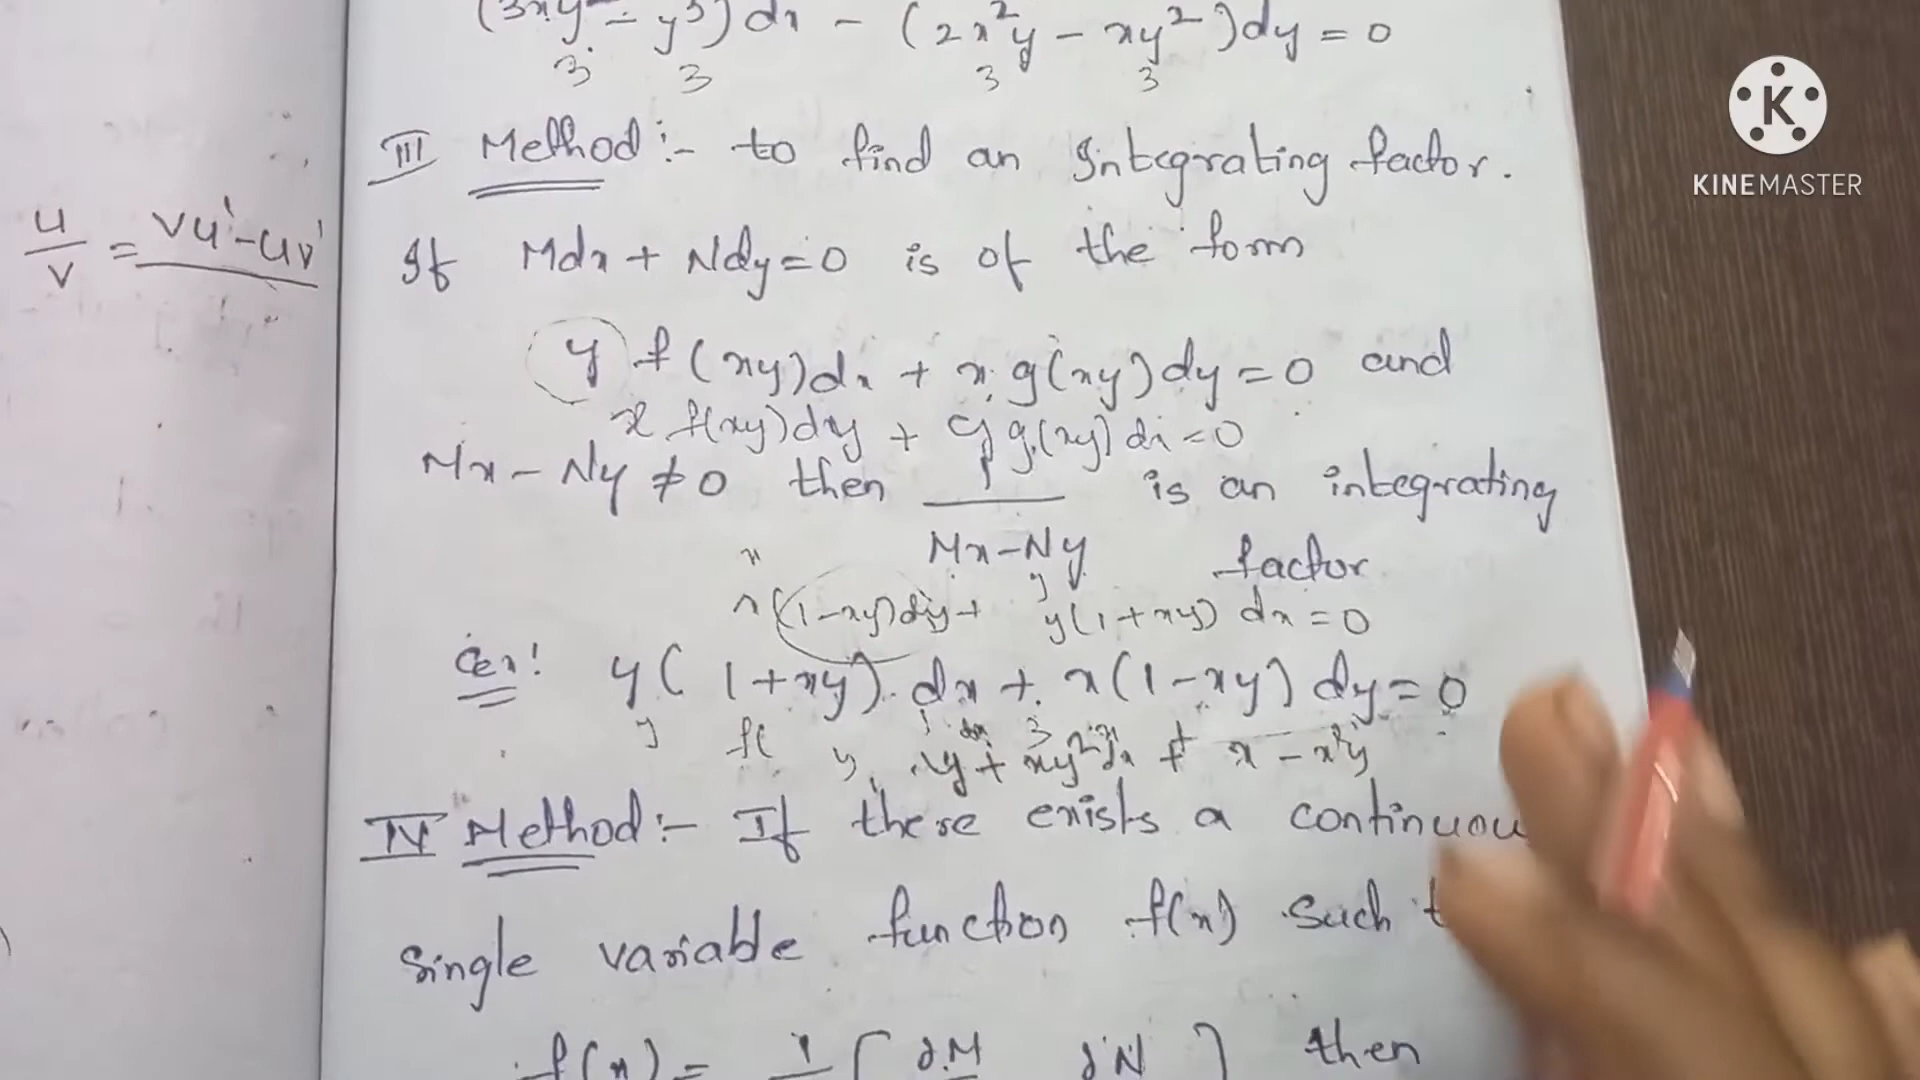 (3xy² - y³)dx - (2x²y - xy²)dy = 0
3 3 3 3
K
KINEMASTER
III Method:- to find an Integrating factor.
u/v = vu' - uv'
If Mdx + Ndy = 0 is of the form
y f(xy)dx + x g(xy)dy = 0 and
x f(xy)dy + y g(xy)dx = 0
Mx - Ny ≠ 0 then 1/(Mx - Ny) is an integrating
factor
x(1-xy)dy + y(1+xy) dx = 0
Ex! y(1+xy). dx + x(1-xy) dy = 0
y f( y, y + xy² dx + x - x²y
IV Method:- If there exists a continuou
Single variable function f(x) such t
f(x) = 1 [ ∂M ∂N ] then